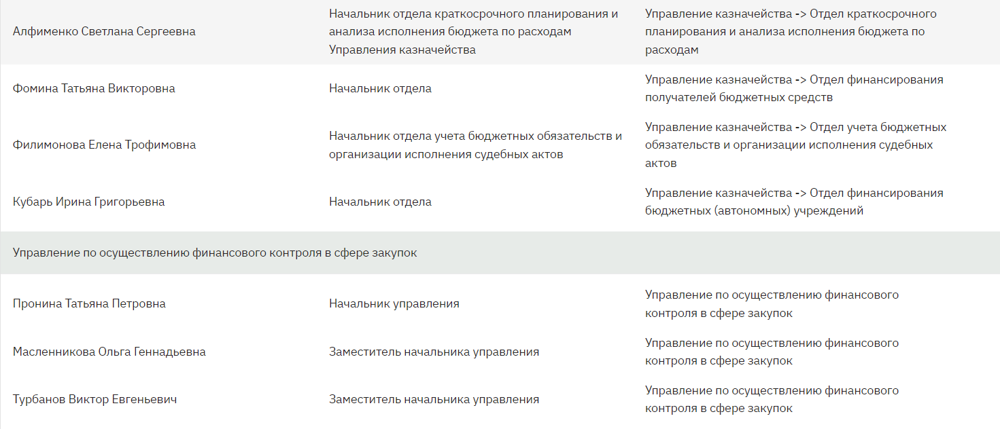 Алфименко Светлана Сергеевна
Начальник отдела краткосрочного планирования и
анализа исполнения бюджета по расходам
Управления казначейства
Управление казначейства -> Отдел краткосрочного
планирования и анализа исполнения бюджета по
расходам
Фомина Татьяна Викторовна
Начальник отдела
Управление казначейства -> Отдел финансирования
получателей бюджетных средств
Филимонова Елена Трофимовна
Начальник отдела учета бюджетных обязательств и
организации исполнения судебных актов
Управление казначейства -> Отдел учета бюджетных
обязательств и организации исполнения судебных
актов
Кубарь Ирина Григорьевна
Начальник отдела
Управление казначейства -> Отдел финансирования
бюджетных (автономных) учреждений
Управление по осуществлению финансового контроля в сфере закупок
Пронина Татьяна Петровна
Начальник управления
Управление по осуществлению финансового
контроля в сфере закупок
Масленникова Ольга Геннадьевна
Заместитель начальника управления
Управление по осуществлению финансового
контроля в сфере закупок
Турбанов Виктор Евгеньевич
Заместитель начальника управления
Управление по осуществлению финансового
контроля в сфере закупок